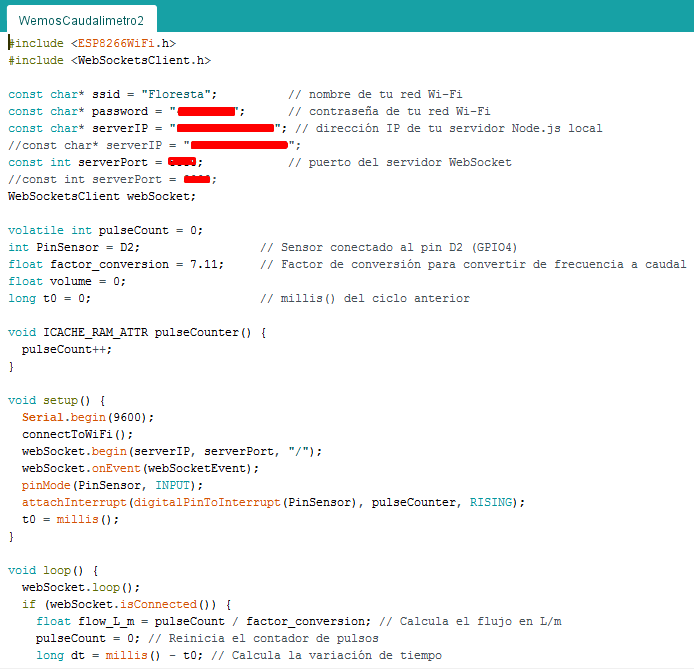 WemosCaudalimetro2
#include <ESP8266WiFi.h>
#include <WebSocketsClient.h>
const char* ssid = "Floresta"; // nombre de tu red Wi-Fi
const char* password = " "; // contraseña de tu red Wi-Fi
const char* serverIP = " "; // dirección IP de tu servidor Node.js local
//const char* serverIP = " ";
const int serverPort = ; // puerto del servidor WebSocket
//const int serverPort = ;
WebSocketsClient webSocket;
volatile int pulseCount = 0;
int PinSensor = D2; // Sensor conectado al pin D2 (GPIO4)
float factor_conversion = 7.11; // Factor de conversión para convertir de frecuencia a caudal
float volume = 0;
long t0 = 0; // millis() del ciclo anterior
void ICACHE_RAM_ATTR pulseCounter() {
pulseCount++;
}
void setup() {
Serial.begin(9600);
connectToWiFi();
webSocket.begin(serverIP, serverPort, "/");
webSocket.onEvent(webSocketEvent);
pinMode(PinSensor, INPUT);
attachInterrupt(digitalPinToInterrupt(PinSensor), pulseCounter, RISING);
t0 = millis();
}
void loop() {
webSocket.loop();
if (webSocket.isConnected()) {
float flow_L_m = pulseCount / factor_conversion; // Calcula el flujo en L/m
pulseCount = 0; // Reinicia el contador de pulsos
long dt = millis() - t0; // Calcula la variación de tiempo